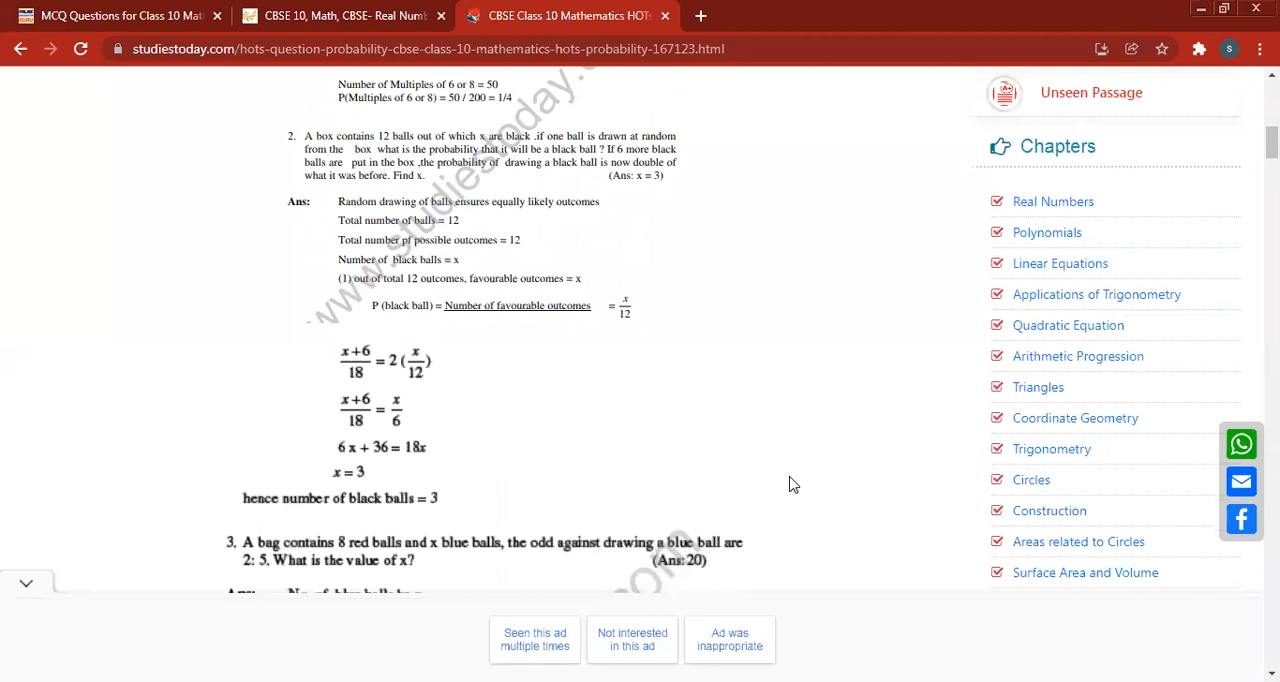 MCQ Questions for Class 10 Mat
CBSE 10, Math, CBSE- Real Numb
CBSE Class 10 Mathematics HOTs
studiestoday.com/hots-question-probability-cbse-class-10-mathematics-hots-probability-167123.html
S
Number of Multiples of 6 or 8 = 50
P(Multiples of 6 or 8) = 50 / 200 = 1/4
2. A box contains 12 balls out of which x are black .if one ball is drawn at random
from the box what is the probability that it will be a black ball ? If 6 more black
balls are put in the box ,the probability of drawing a black ball is now double of
what it was before. Find x. (Ans: x = 3)
Ans: Random drawing of balls ensures equally likely outcomes
Total number of balls = 12
Total number pf possible outcomes = 12
Number of black balls = x
(1) out of total 12 outcomes, favourable outcomes = x
P (black ball) = Number of favourable outcomes = x/12
x+6/18 = 2 (x/12)
x+6/18 = x/6
6 x + 36 = 18x
x = 3
hence number of black balls = 3
3. A bag contains 8 red balls and x blue balls, the odd against drawing a blue ball are
2: 5. What is the value of x? (Ans: 20)
www.studiestoday.com
Unseen Passage
Chapters
Real Numbers
Polynomials
Linear Equations
Applications of Trigonometry
Quadratic Equation
Arithmetic Progression
Triangles
Coordinate Geometry
Trigonometry
Circles
Construction
Areas related to Circles
Surface Area and Volume
Seen this ad
multiple times
Not interested
in this ad
Ad was
inappropriate